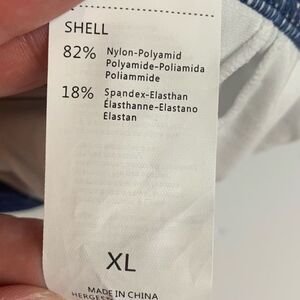 SHELL
82% Nylon-Polyamid
Polyamide-Poliamida
Poliammide
18% Spandex-Elasthan
Élasthanne-Elastano
Elastan
XL
MADE IN CHINA